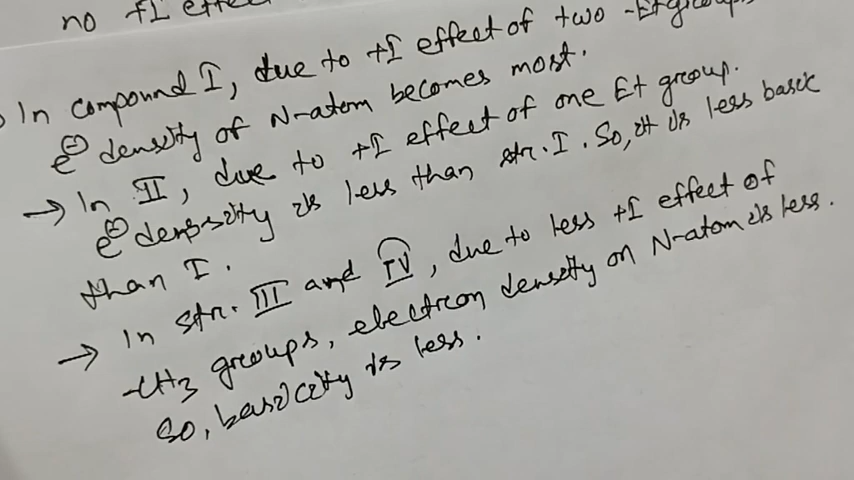 no +I effec
In compound I, due to +I effect of two -Et groups
e⊖ density of N-atom becomes most.
→ In II, due to +I effect of one Et group.
e⊖ density is less than str. I. So, it is less basic
than I.
→ In str. III and IV, due to less +I effect of
-CH3 groups, electron density on N-atom is less.
So, basicity is less.